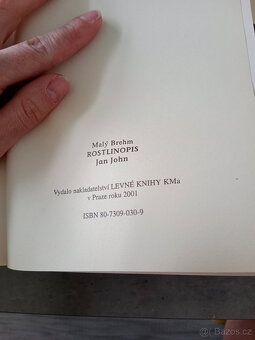 Malý Brehm
ROSTLINOPIS
Jan John
Vydalo nakladatelství LEVNÉ KNIHY KMa
v Praze roku 2001
ISBN 80-7309-030-9
Bazoš.cz